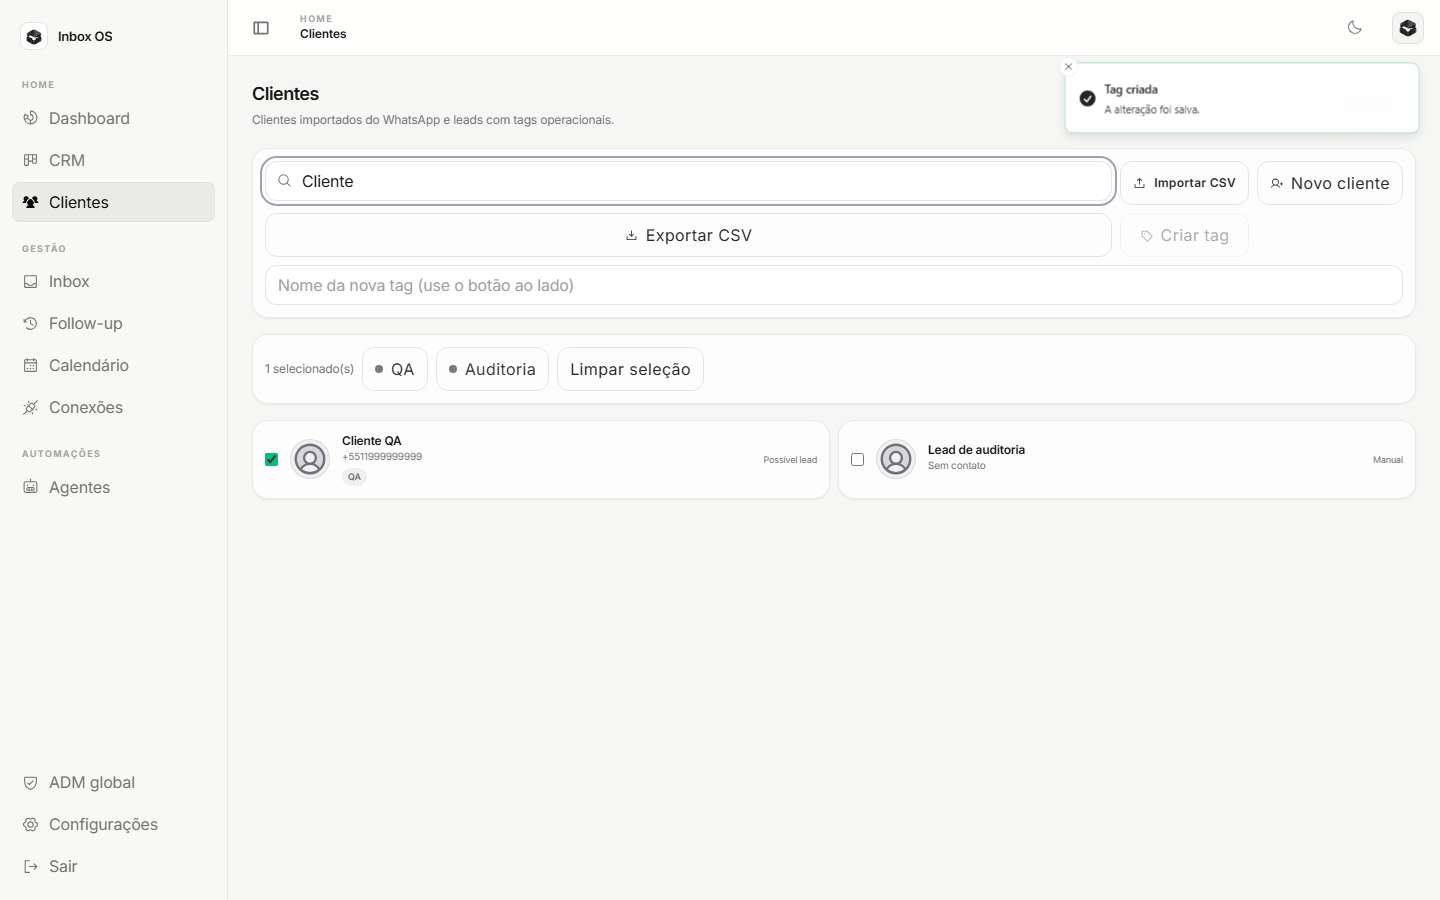 Inbox OS
HOME
Dashboard
CRM
Clientes
GESTÃO
Inbox
Follow-up
Calendário
Conexões
AUTOMAÇÕES
Agentes
ADM global
Configurações
Sair
HOME
Clientes
Clientes
Clientes importados do WhatsApp e leads com tags operacionais.
Tag criada
A alteração foi salva.
Cliente
Importar CSV
Novo cliente
Exportar CSV
Criar tag
Nome da nova tag (use o botão ao lado)
1 selecionado(s)
QA
Auditoria
Limpar seleção
Cliente QA
+5511999999999
QA
Possível lead
Lead de auditoria
Sem contato
Manual